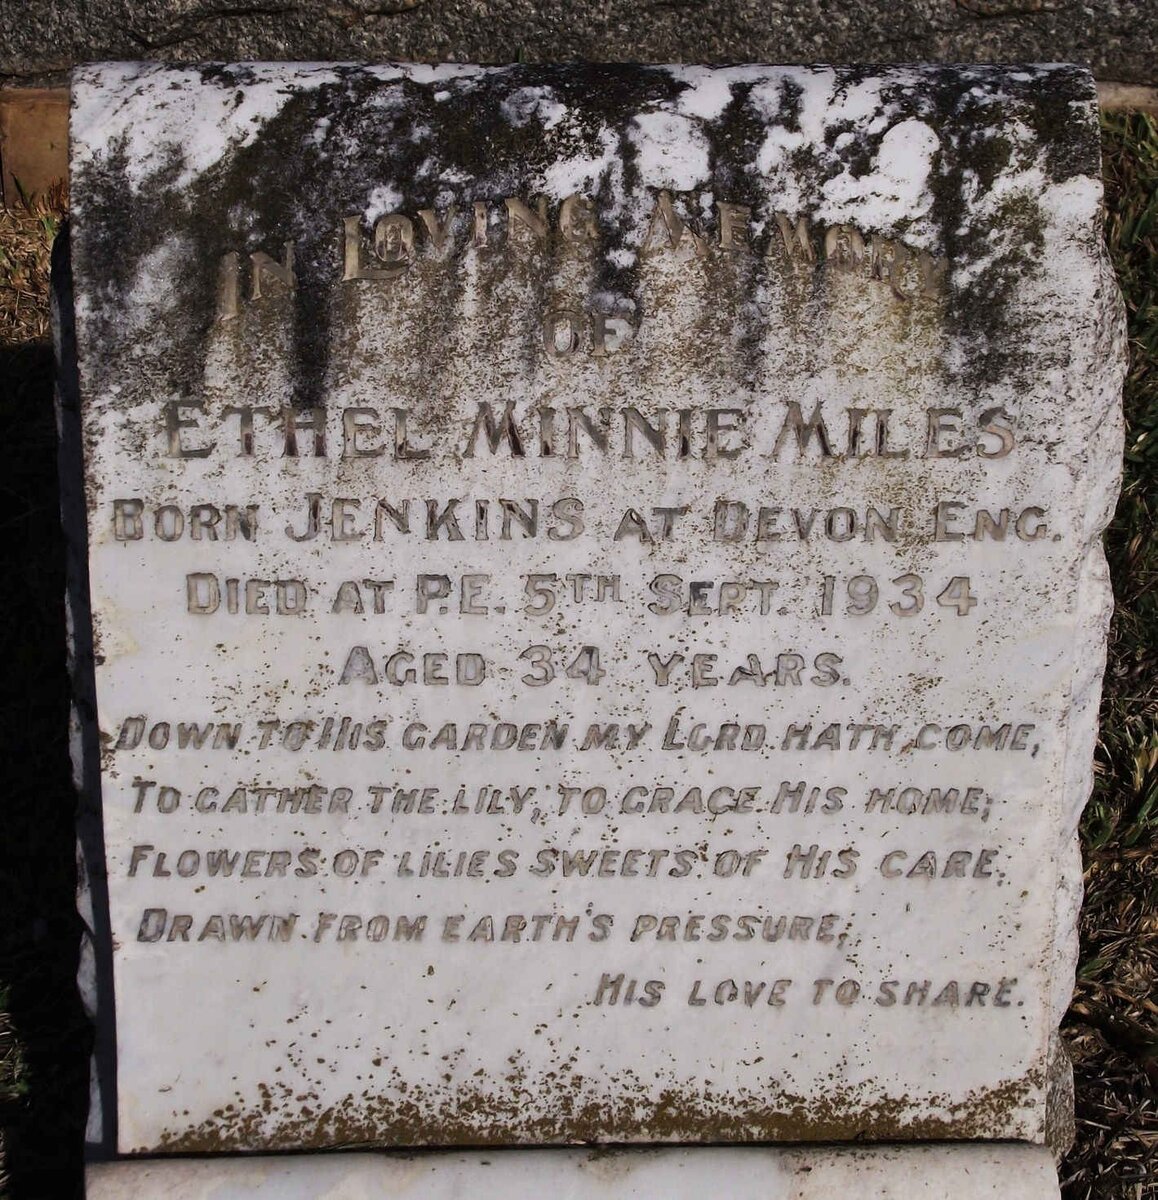 IN LOVING MEMORY
OF
ETHEL MINNIE MILES
BORN JENKINS AT DEVON ENG.
DIED AT P.E. 5TH SEPT. 1934
AGED 34 YEARS.
DOWN TO HIS GARDEN MY LORD HATH COME,
TO GATHER THE LILY, TO GRACE HIS HOME;
FLOWERS OF LILIES SWEETS OF HIS CARE.
DRAWN FROM EARTH'S PRESSURE,
HIS LOVE TO SHARE.